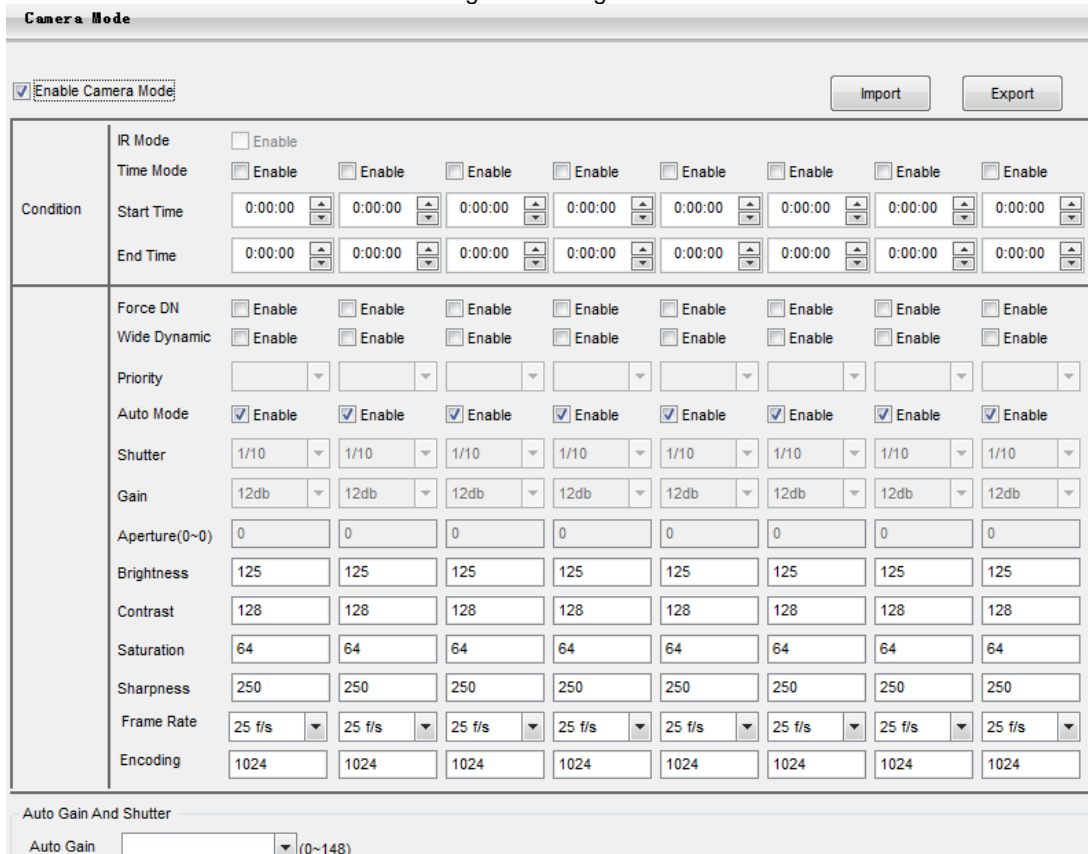 Camera Mode
Enable Camera Mode Import Export
IR Mode Enable
Time Mode Enable Enable Enable Enable Enable Enable Enable Enable
Condition Start Time 0:00:00 0:00:00 0:00:00 0:00:00 0:00:00 0:00:00 0:00:00 0:00:00
End Time 0:00:00 0:00:00 0:00:00 0:00:00 0:00:00 0:00:00 0:00:00 0:00:00
Force DN Enable Enable Enable Enable Enable Enable Enable Enable
Wide Dynamic Enable Enable Enable Enable Enable Enable Enable Enable
Priority
Auto Mode Enable Enable Enable Enable Enable Enable Enable Enable
Shutter 1/10 1/10 1/10 1/10 1/10 1/10 1/10 1/10
Gain 12db 12db 12db 12db 12db 12db 12db 12db
Aperture(0~0) 0 0 0 0 0 0 0 0
Brightness 125 125 125 125 125 125 125 125
Contrast 128 128 128 128 128 128 128 128
Saturation 64 64 64 64 64 64 64 64
Sharpness 250 250 250 250 250 250 250 250
Frame Rate 25 f/s 25 f/s 25 f/s 25 f/s 25 f/s 25 f/s 25 f/s 25 f/s
Encoding 1024 1024 1024 1024 1024 1024 1024 1024
Auto Gain And Shutter
Auto Gain (0~148)